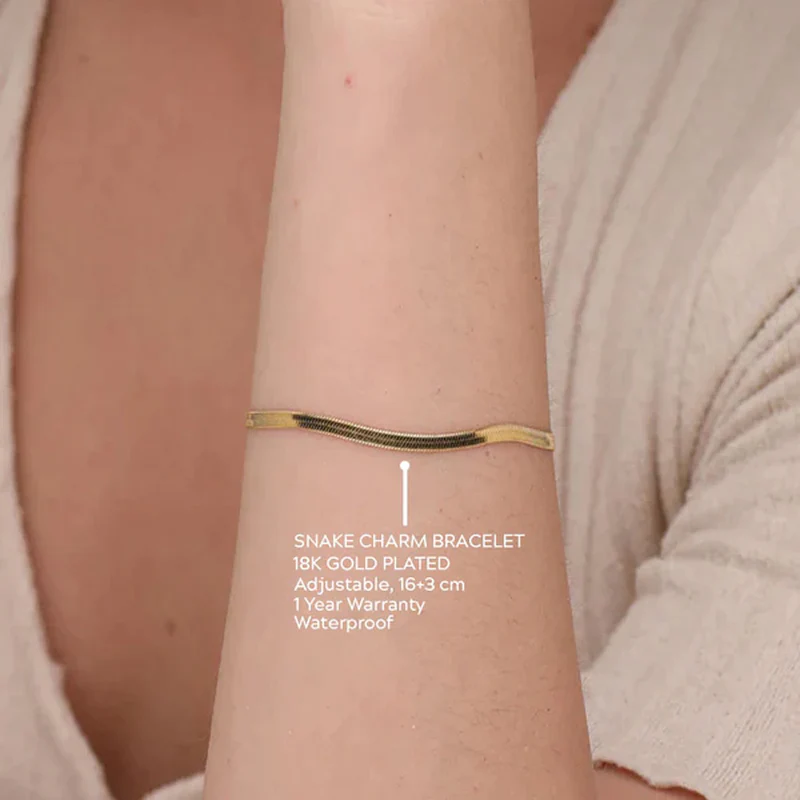 SNAKE CHARM BRACELET
18K GOLD PLATED
Adjustable, 16+3 cm
1 Year Warranty
Waterproof